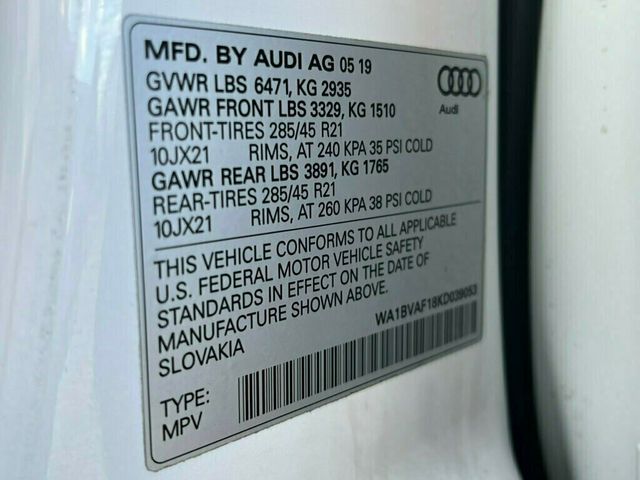 MFD. BY AUDI AG 05 19
GVWR LBS 6471, KG 2935
GAWR FRONT LBS 3329, KG 1510
FRONT-TIRES 285/45 R21
10JX21 RIMS, AT 240 KPA 35 PSI COLD
GAWR REAR LBS 3891, KG 1765
REAR-TIRES 285/45 R21
10JX21 RIMS, AT 260 KPA 38 PSI COLD
Audi
THIS VEHICLE CONFORMS TO ALL APPLICABLE
U.S. FEDERAL MOTOR VEHICLE SAFETY
STANDARDS IN EFFECT ON THE DATE OF
MANUFACTURE SHOWN ABOVE.
SLOVAKIA
WA1BVAF18KD039053
TYPE:
MPV